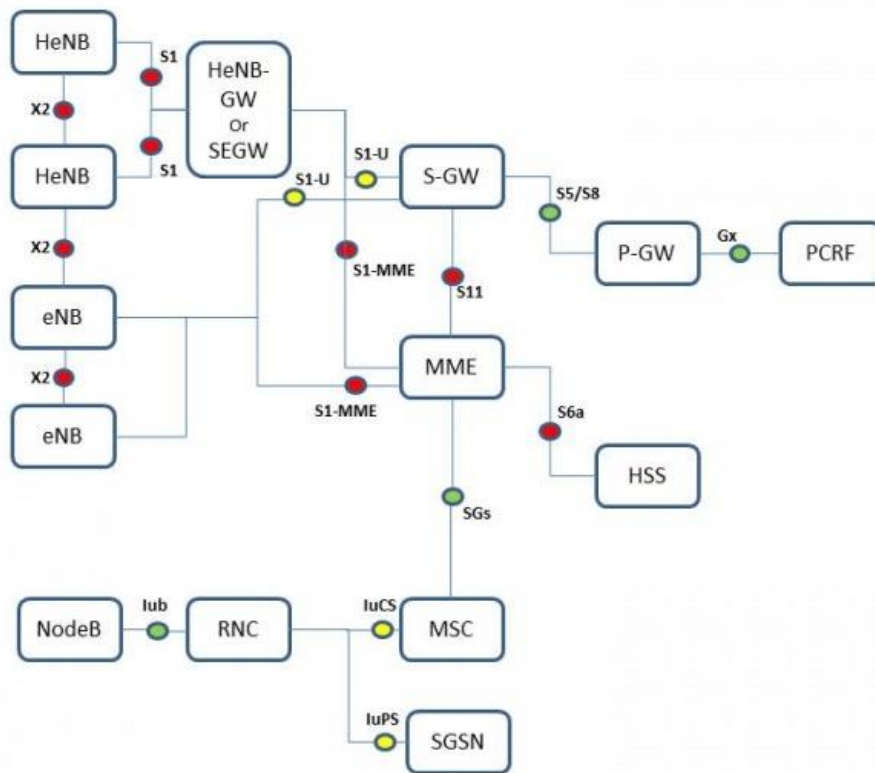 HeNB
S1
HeNB-
GW
Or
SEGW
X2
S1
HeNB
S1-U
S1-U
S-GW
S5/S8
X2
S1-MME
S11
P-GW
Gx
PCRF
eNB
X2
MME
S1-MME
S6a
eNB
HSS
SGs
NodeB
Iub
RNC
IuCS
MSC
IuPS
SGSN